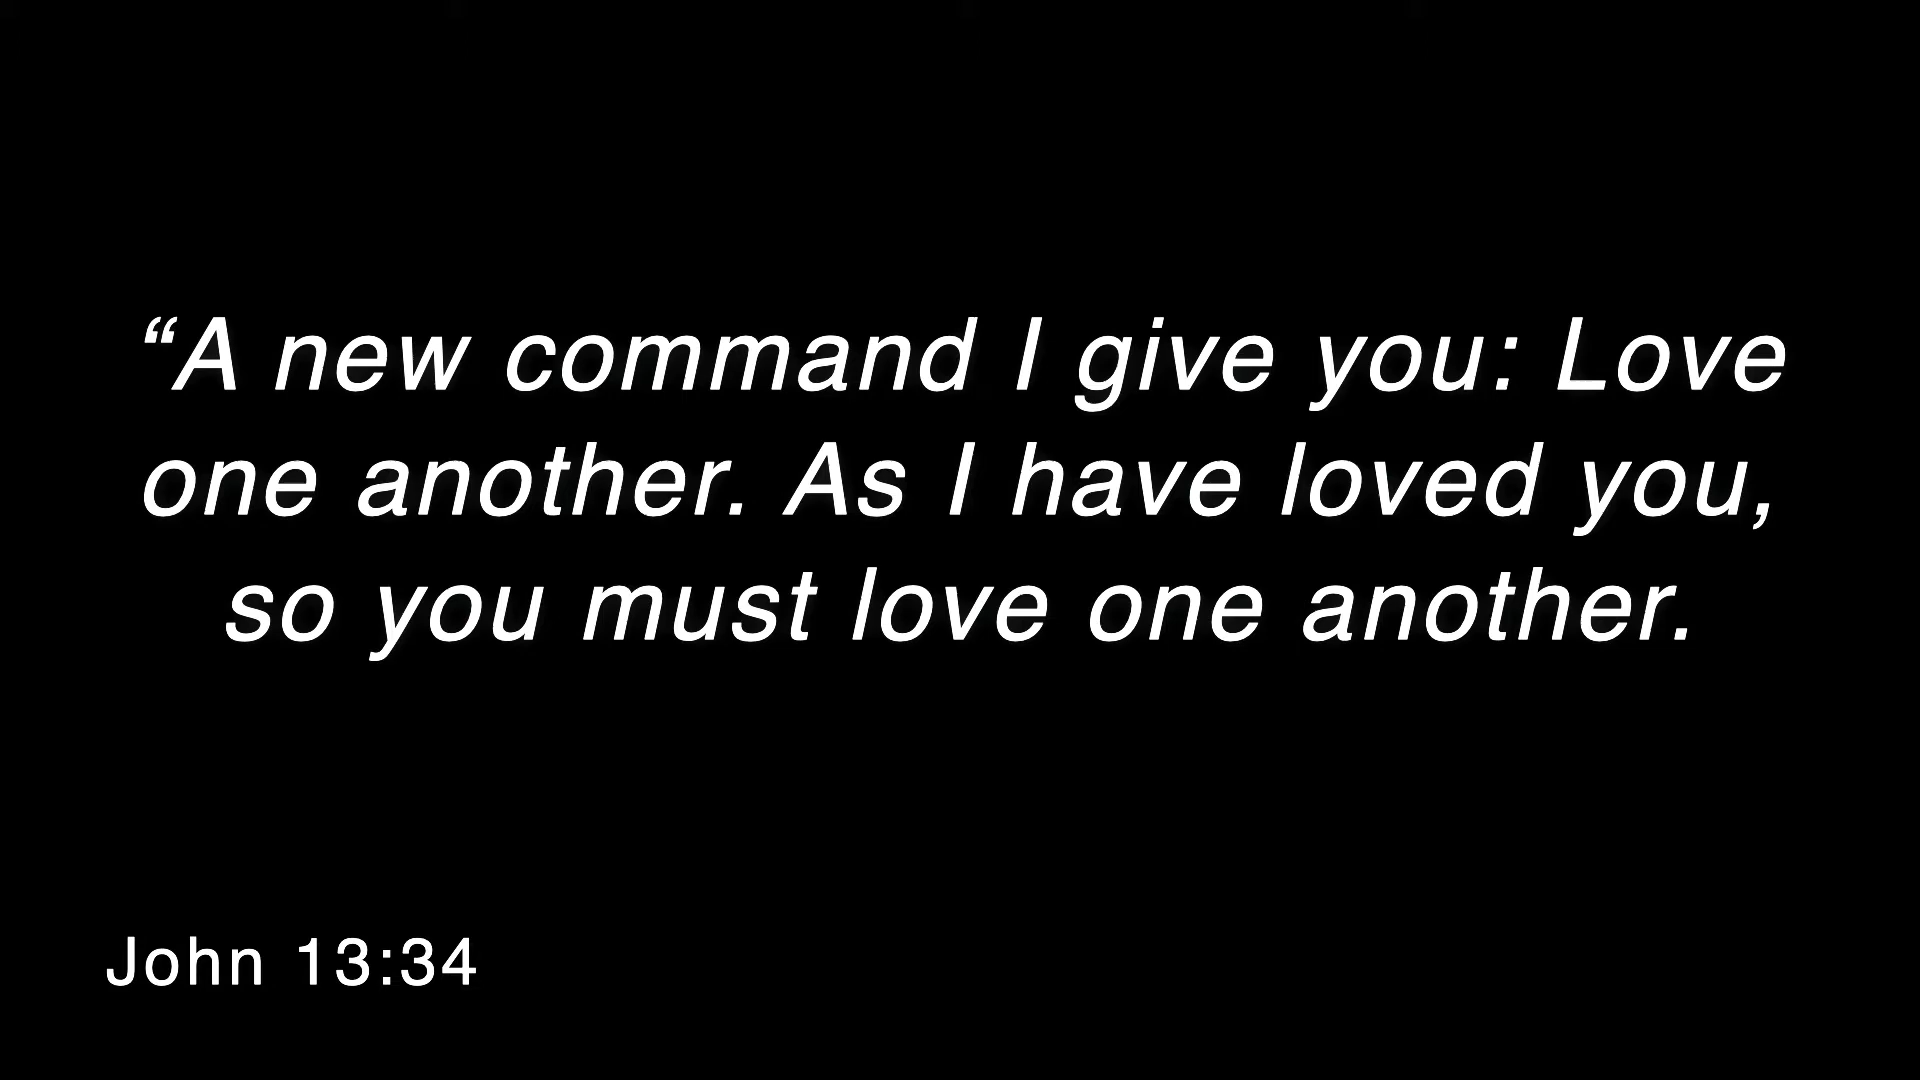 “A new command I give you: Love
one another. As I have loved you,
so you must love one another.
John 13:34